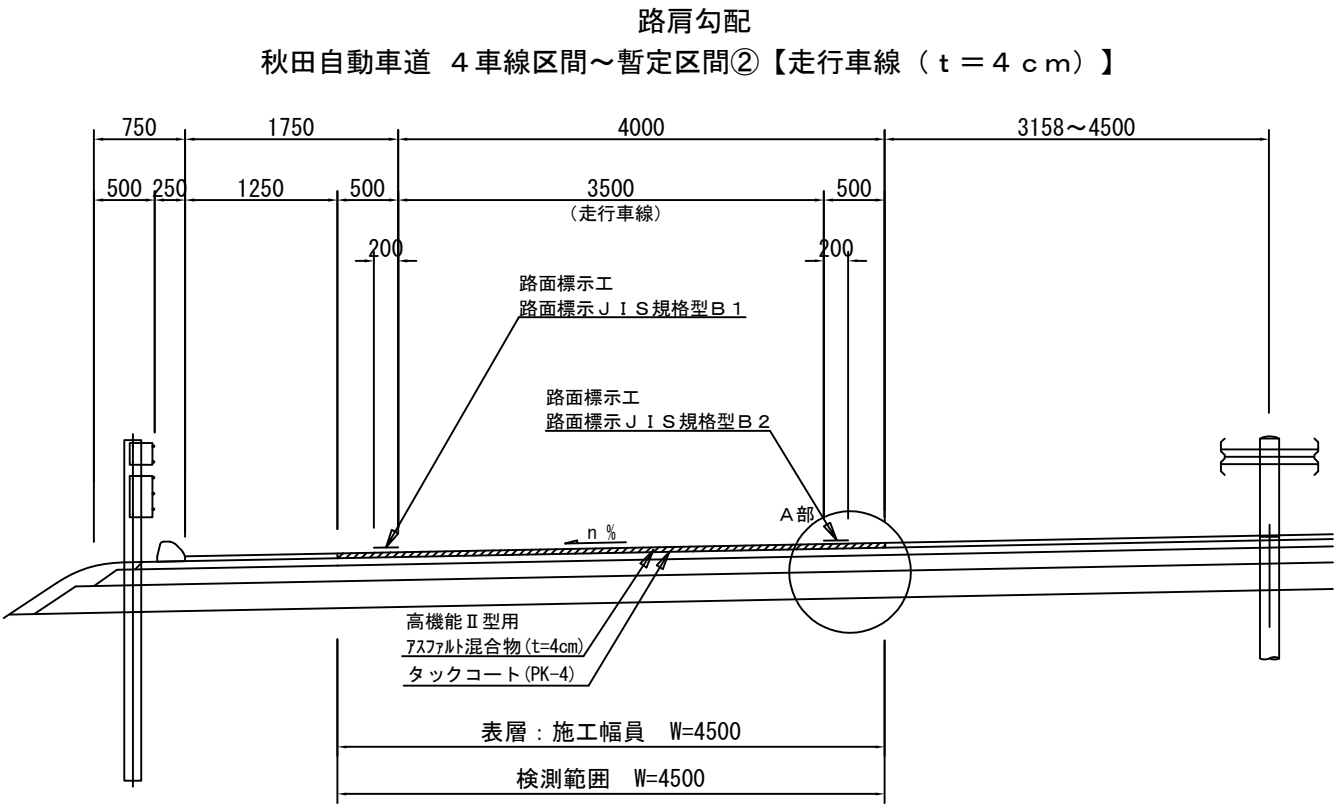 路肩勾配
秋田自動車道 ４車線区間～暫定区間②【走行車線（ｔ＝４ｃｍ）】
750 1750 4000 3158～4500
500 250 1250 500 3500 500
(走行車線)
200 200
路面標示工
路面標示ＪＩＳ規格型Ｂ１
路面標示工
路面標示ＪＩＳ規格型Ｂ２
A部
n %
高機能Ⅱ型用
ｱｽﾌｧﾙﾄ混合物(t=4cm)
タックコート(PK-4)
表層：施工幅員 W=4500
検測範囲 W=4500